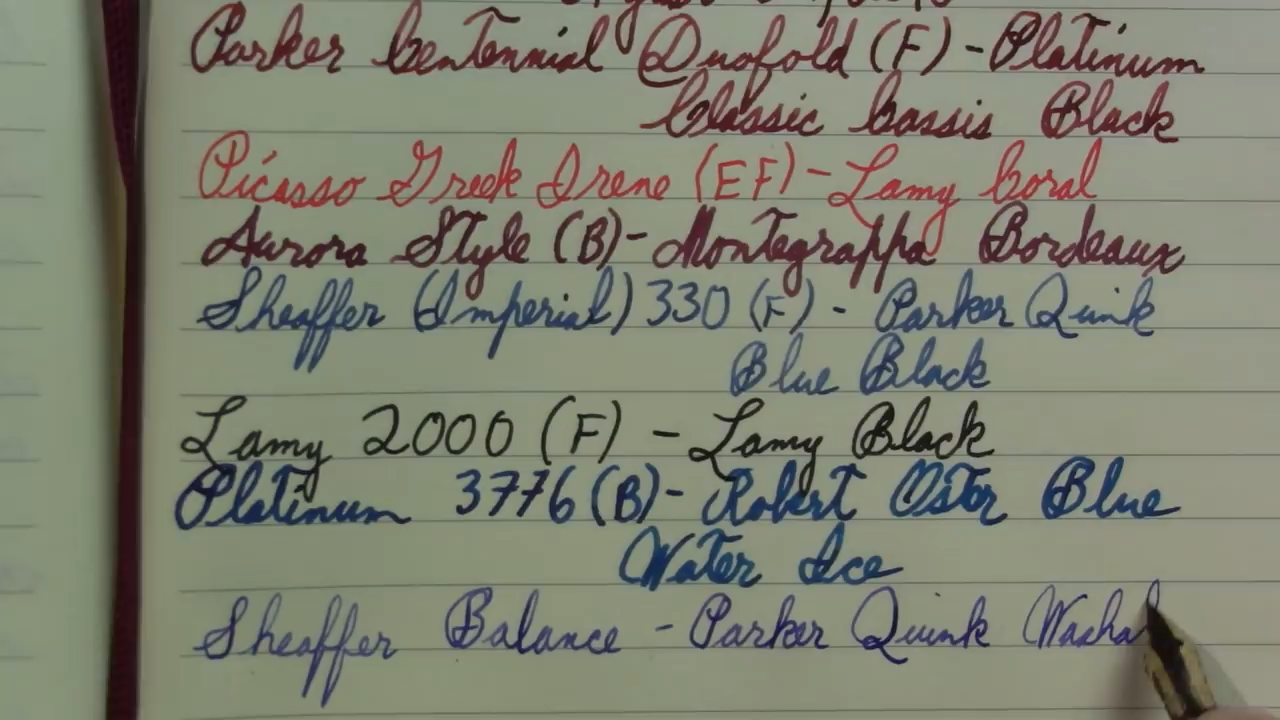 Parker Centennial Duofold (F) - Platinum
Classic Cassis Black
Picasso Greek Irene (EF) - Lamy Coral
Aurora Style (B) - Montegrappa Bordeaux
Sheaffer (Imperial) 330 (F) - Parker Quink
Blue Black
Lamy 2000 (F) - Lamy Black
Platinum 3776 (B) - Robert Oster Blue
Water Ice
Sheaffer Balance - Parker Quink Washa